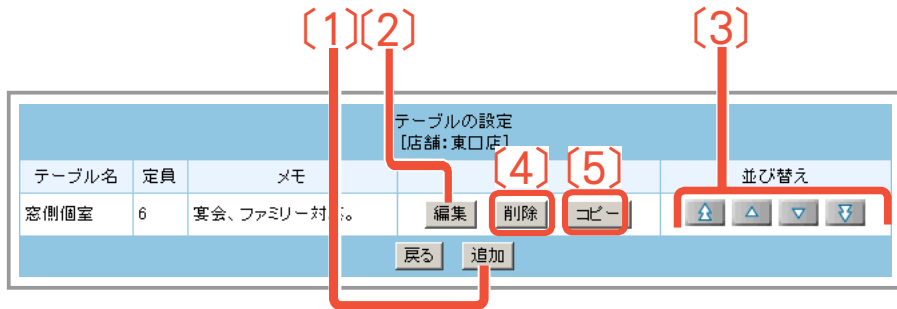 〔1〕〔2〕 〔3〕
テーブルの設定
[店舗:東口店]
〔4〕 〔5〕
テーブル名 定員 メモ 並び替え
窓側個室 6 宴会、ファミリー対 。 編集 削除 コピー
戻る 追加